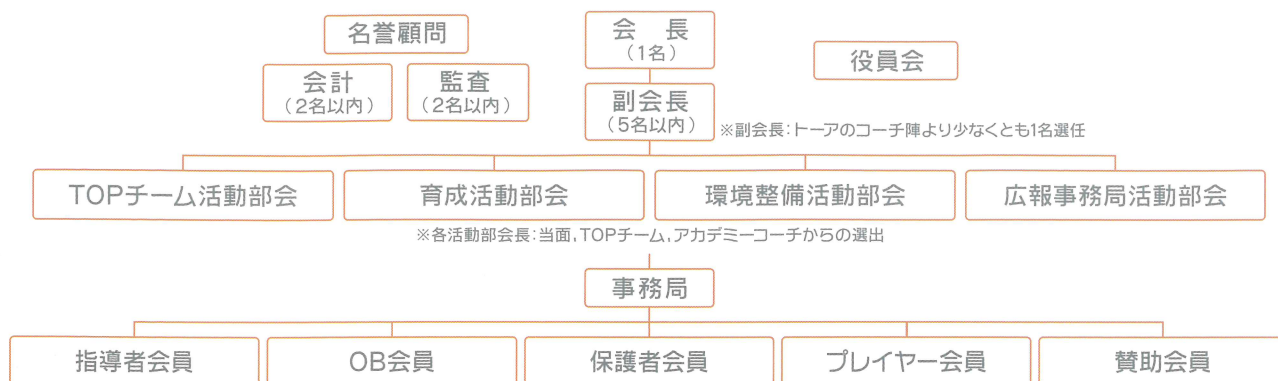 名誉顧問
会　長
（1名）
役員会
会計
（2名以内）
監査
（2名以内）
副会長
（5名以内）
※副会長：トーアのコーチ陣より少なくとも1名選任
TOPチーム活動部会
育成活動部会
環境整備活動部会
広報事務局活動部会
※各活動部会長：当面，TOPチーム，アカデミーコーチからの選出
事務局
指導者会員
OB会員
保護者会員
プレイヤー会員
賛助会員